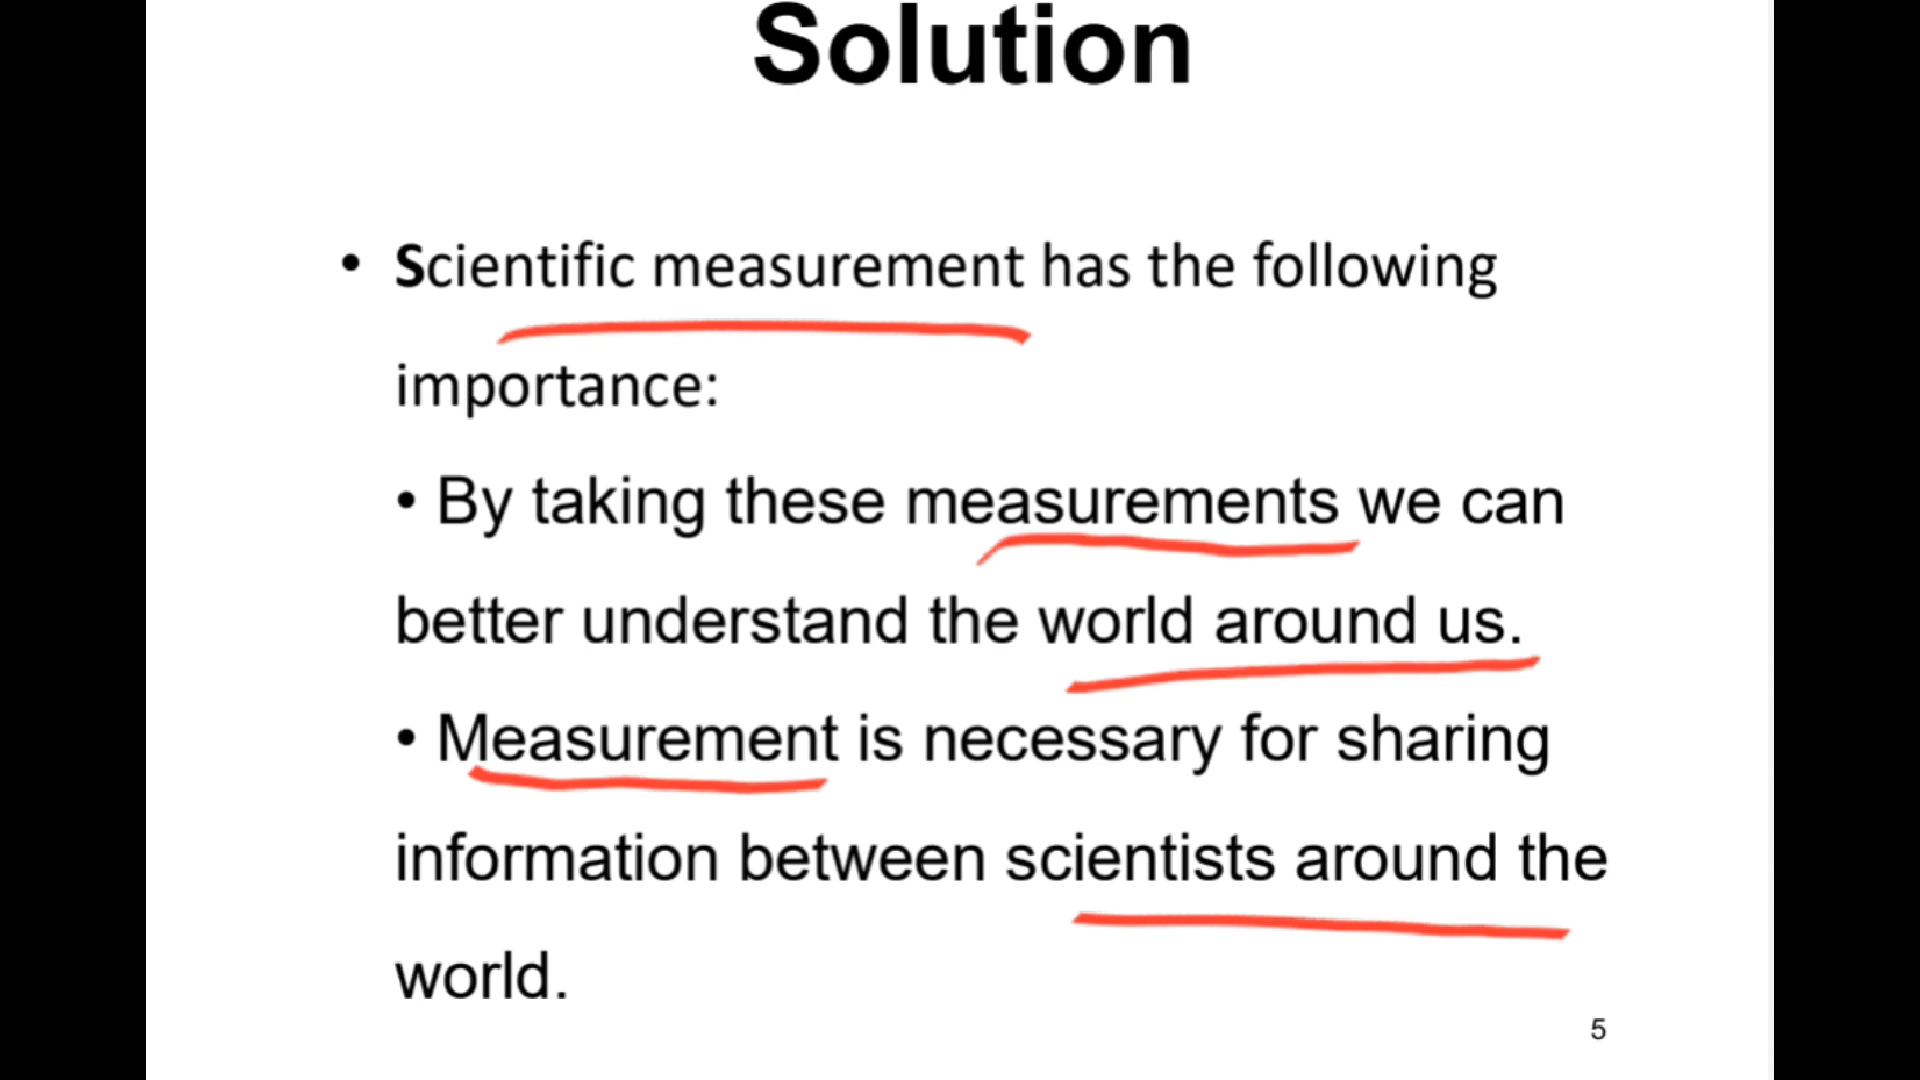 Solution
• Scientific measurement has the following
importance:
• By taking these measurements we can
better understand the world around us.
• Measurement is necessary for sharing
information between scientists around the
world.
5